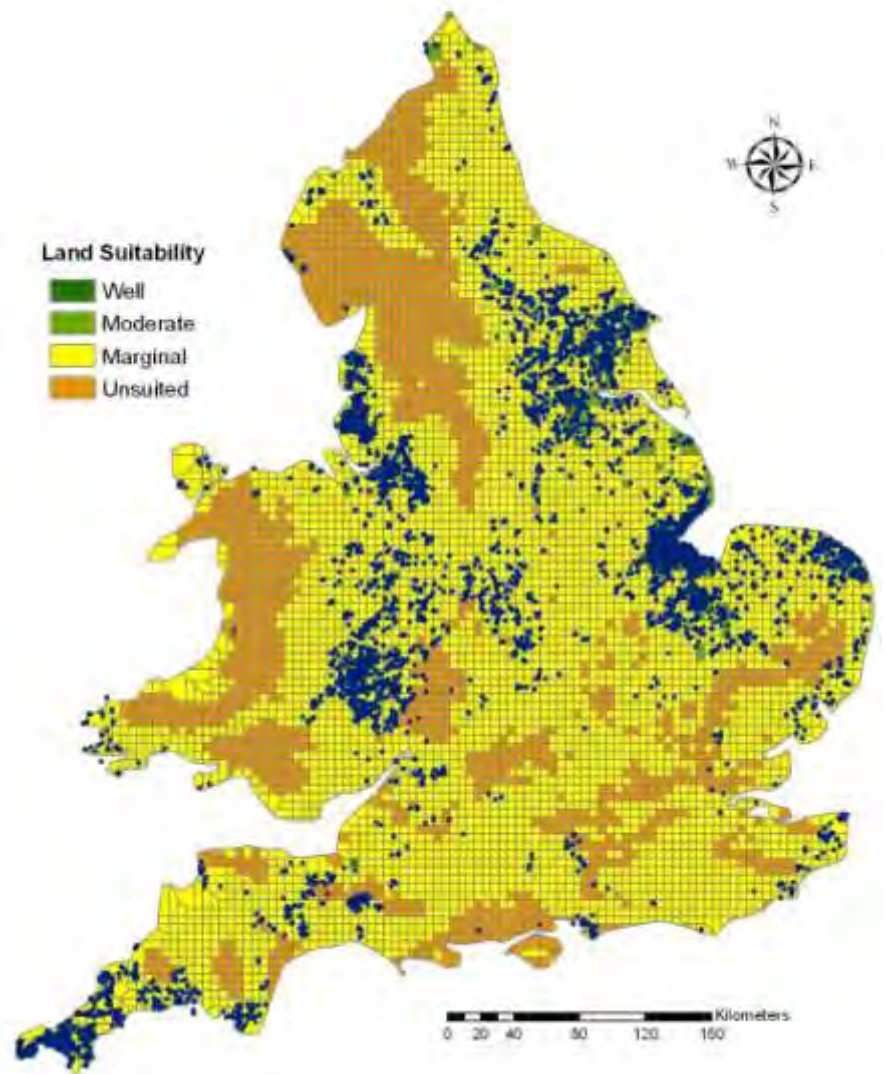 N
W E
S
Land Suitability
Well
Moderate
Marginal
Unsuited
Kilometers
0 20 40 80 120 160